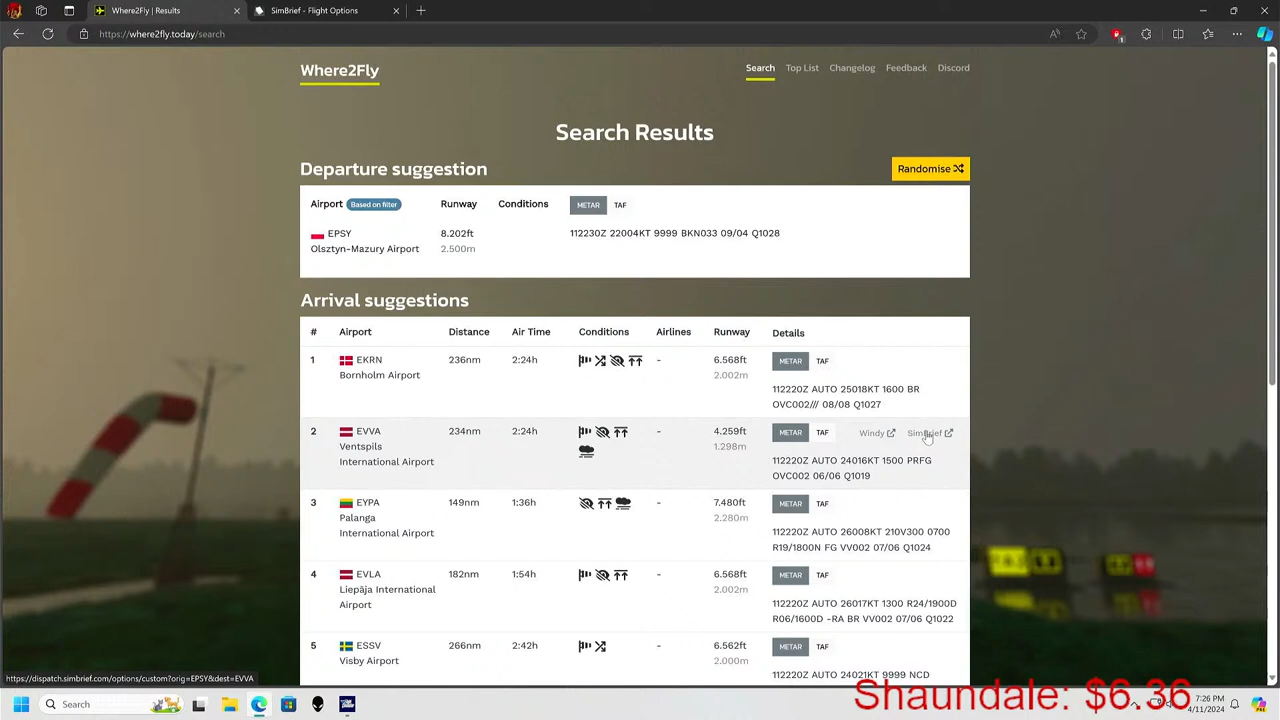 Where2Fly | Results
SimBrief - Flight Options
https://where2fly.today/search
Where2Fly
Search Top List Changelog Feedback Discord
Search Results
Departure suggestion
Randomise
Airport Based on filter Runway Conditions METAR TAF
EPSY 8.202ft 112230Z 22004KT 9999 BKN033 09/04 Q1028
Olsztyn-Mazury Airport 2.500m
Arrival suggestions
# Airport Distance Air Time Conditions Airlines Runway Details
1 EKRN 236nm 2:24h - 6.568ft METAR TAF
Bornholm Airport 2.002m
112220Z AUTO 25018KT 1600 BR
OVC002/// 08/08 Q1027
2 EVVA 234nm 2:24h - 4.259ft METAR TAF Windy SimBrief
Ventspils 1.298m
International Airport 112220Z AUTO 24016KT 1500 PRFG
OVC002 06/06 Q1019
3 EYPA 149nm 1:36h - 7.480ft METAR TAF
Palanga 2.280m
International Airport 112220Z AUTO 26008KT 210V300 0700
R19/1800N FG VV002 07/06 Q1024
4 EVLA 182nm 1:54h - 6.568ft METAR TAF
Liepāja International 2.002m
Airport 112220Z AUTO 26017KT 1300 R24/1900D
R06/1600D -RA BR VV002 07/06 Q1022
5 ESSV 266nm 2:42h - 6.562ft METAR TAF
Visby Airport 2.000m
112220Z AUTO 24021KT 9999 NCD
https://dispatch.simbrief.com/options/custom?orig=EPSY&dest=EVVA
Shaundale: $6.36
Search
7:26 PM
4/11/2024